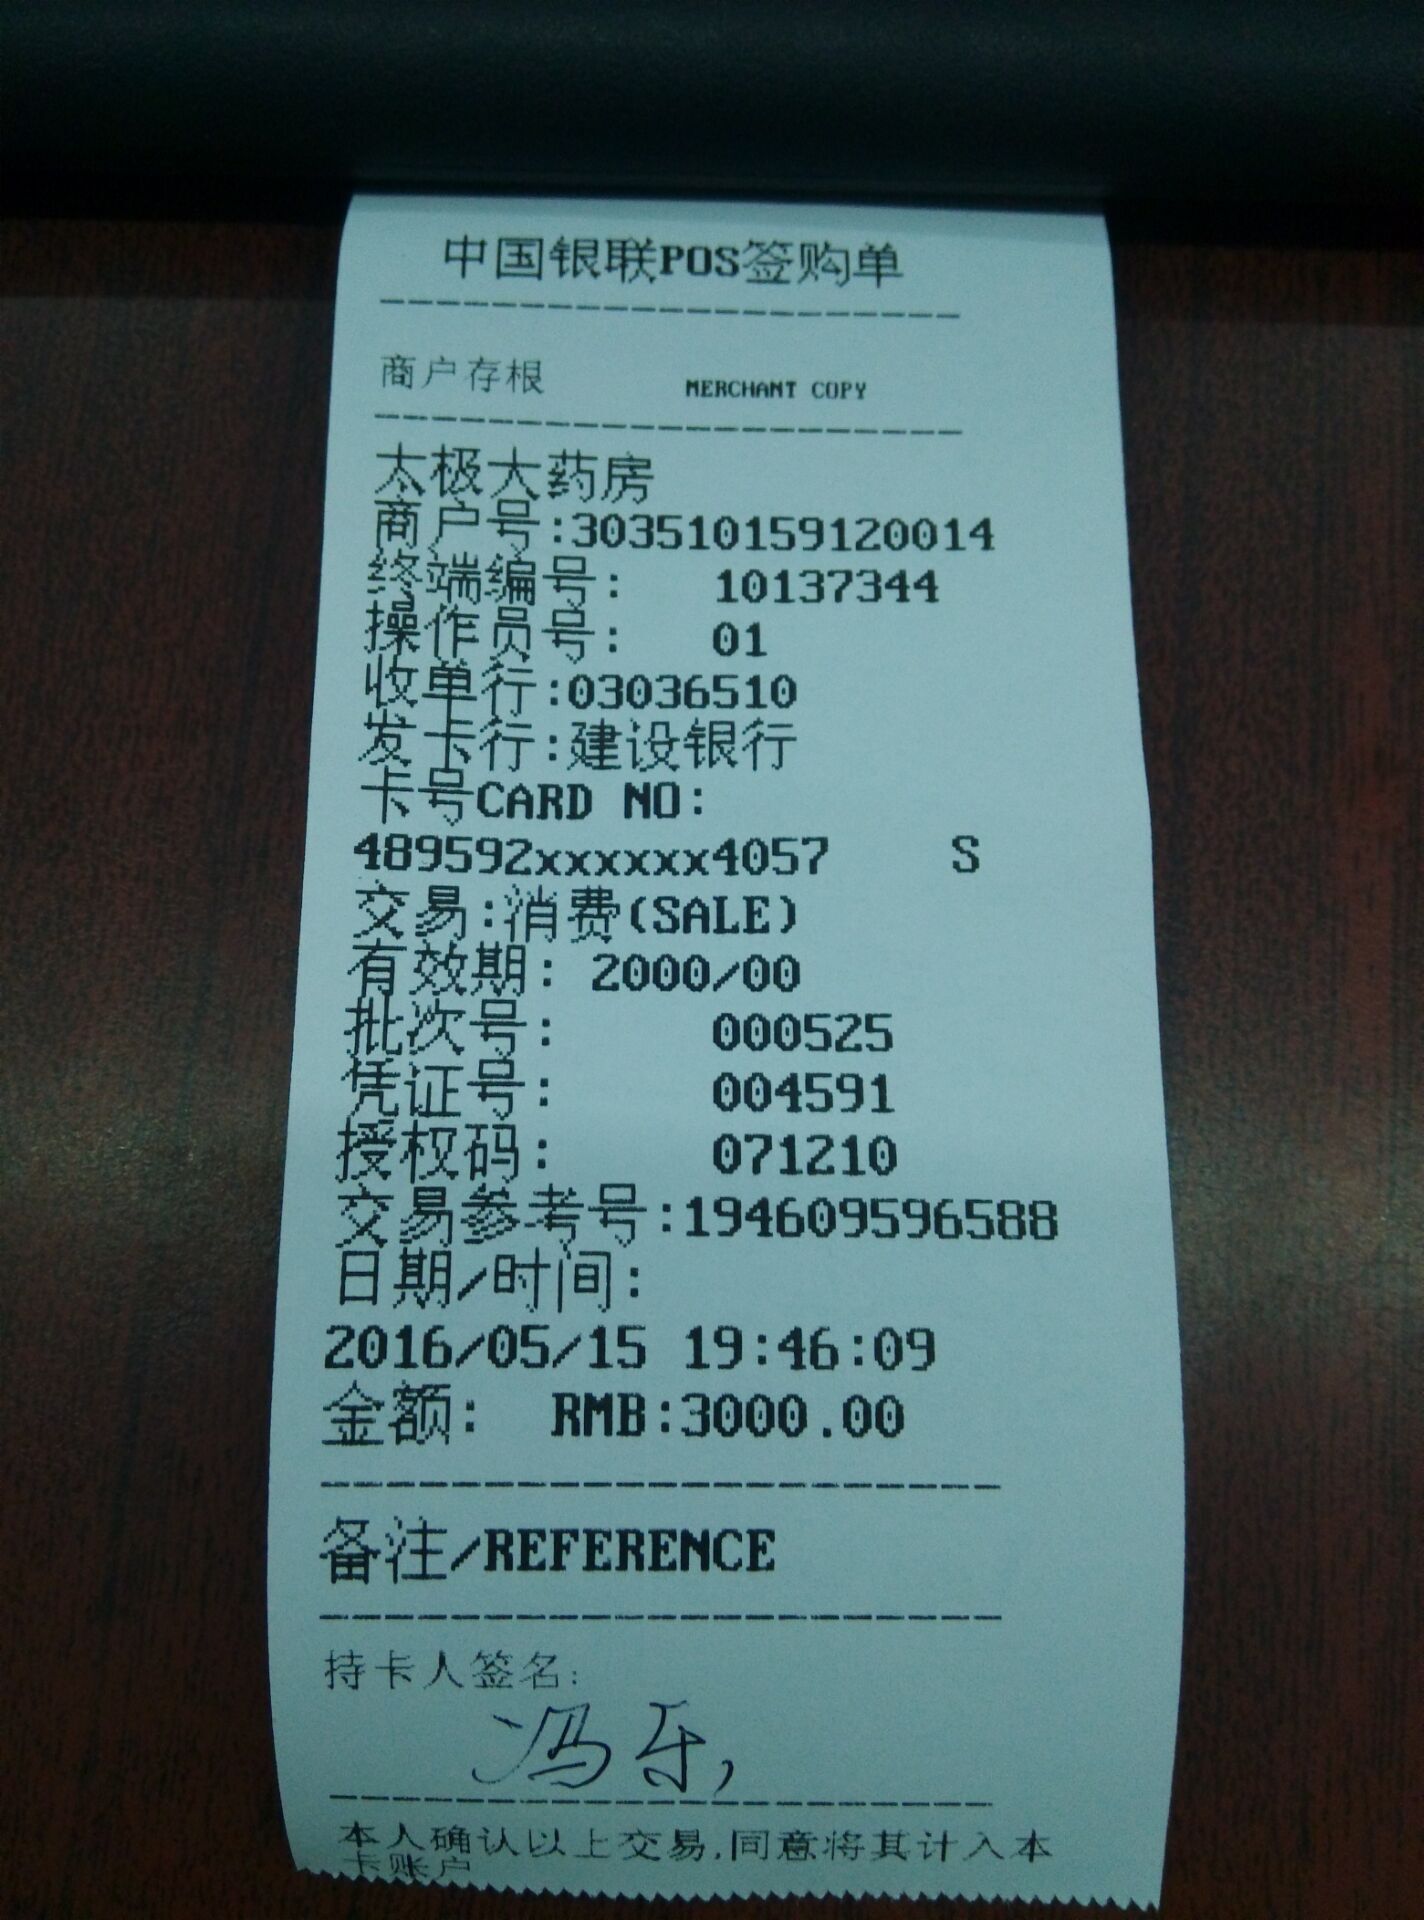 中国银联POS签购单
商户存根 MERCHANT COPY
太极大药房
商户号:303510159120014
终端编号: 10137344
操作员号: 01
收单行:03036510
发卡行:建设银行
卡号CARD NO:
489592xxxxxx4057 S
交易:消费(SALE)
有效期: 2000/00
批次号: 000525
凭证号: 004591
授权码: 071210
交易参考号:194609596588
日期/时间:
2016/05/15 19:46:09
金额: RMB:3000.00
备注/REFERENCE
持卡人签名:
冯乐
本人确认以上交易,同意将其计入本
卡账户